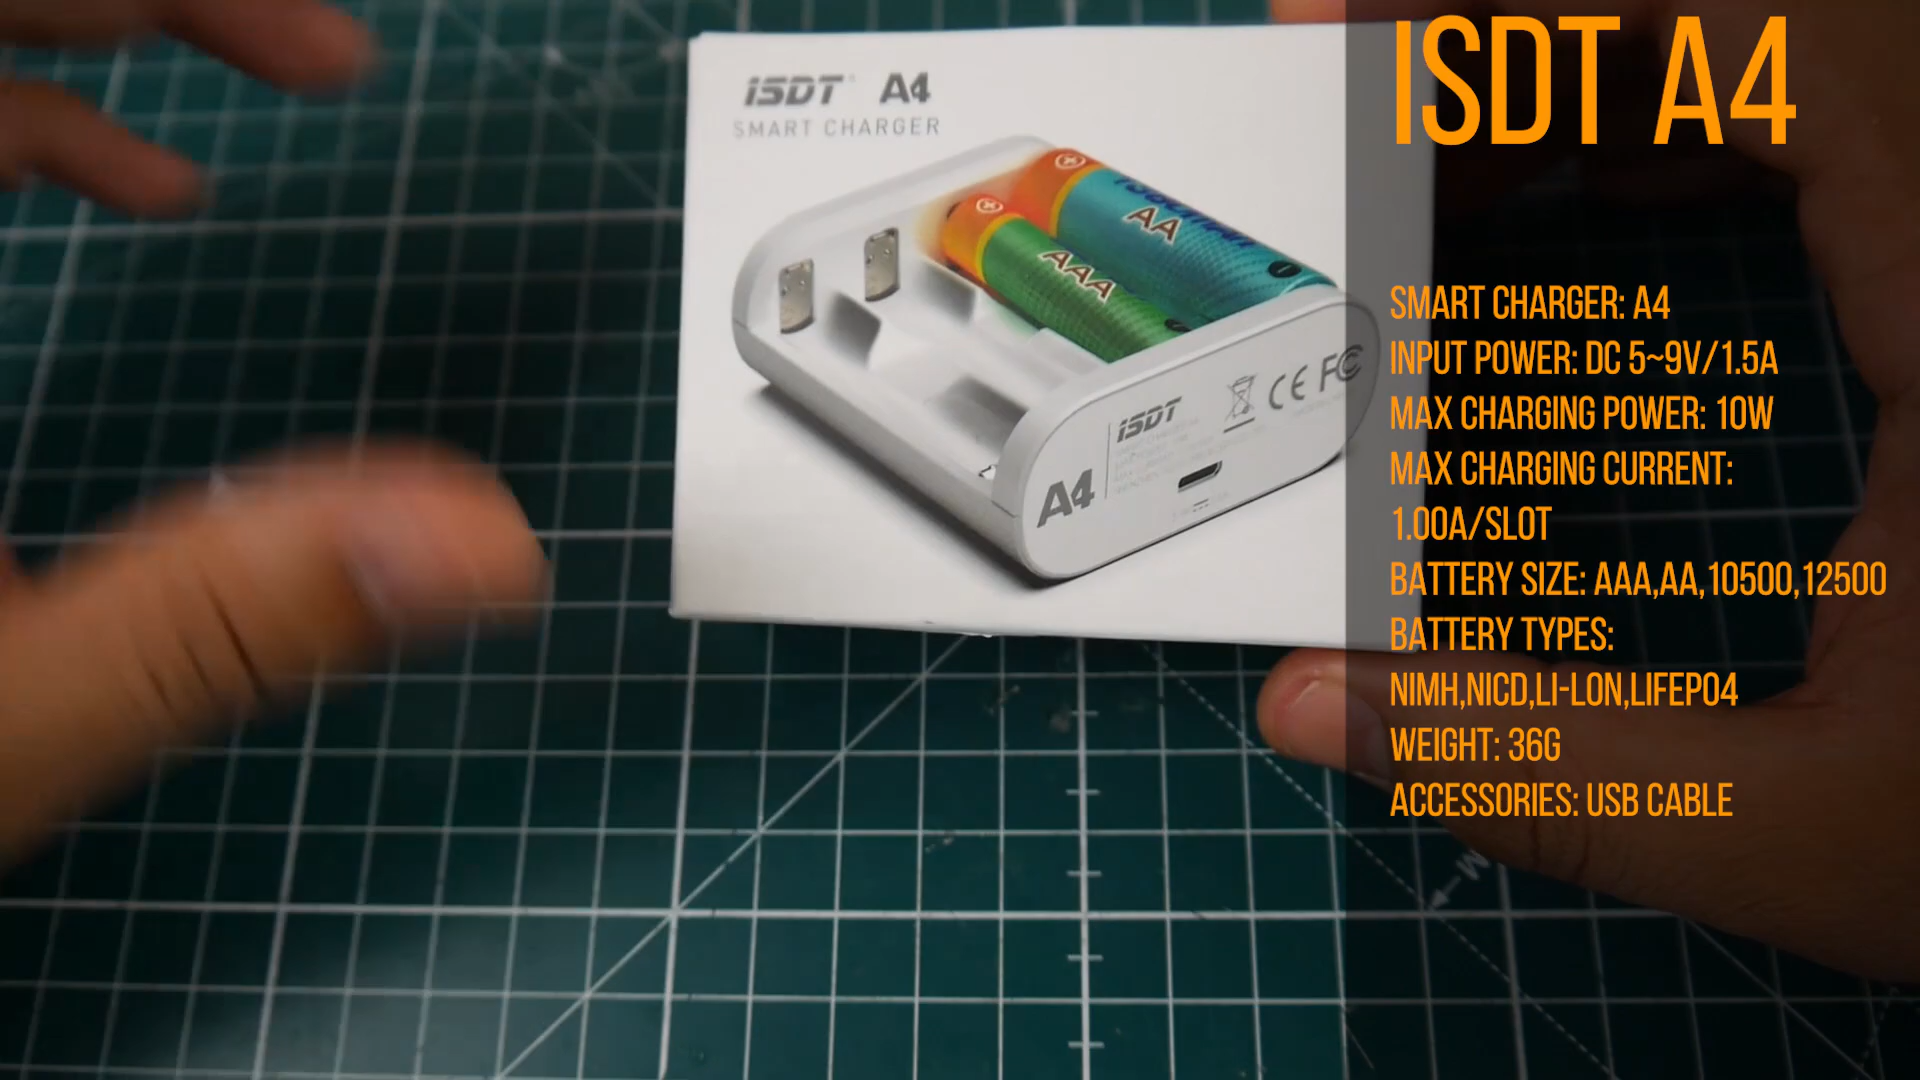 ISDT A4
SMART CHARGER
AA
AAA
ISDT
CE FC
A4
ISDT A4
SMART CHARGER: A4
INPUT POWER: DC 5~9V/1.5A
MAX CHARGING POWER: 10W
MAX CHARGING CURRENT:
1.00A/SLOT
BATTERY SIZE: AAA,AA,10500,12500
BATTERY TYPES:
NIMH,NICD,LI-LON,LIFEPO4
WEIGHT: 36G
ACCESSORIES: USB CABLE
M